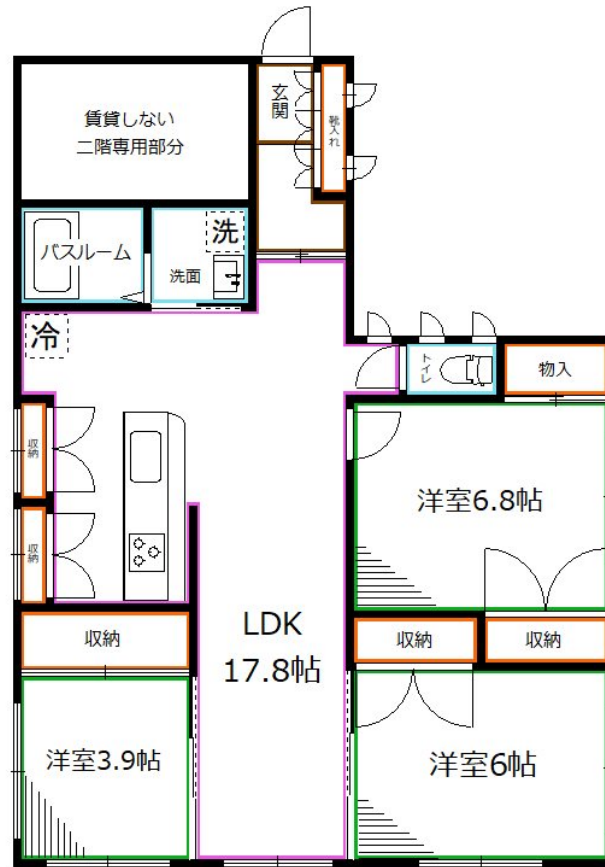 賃貸しない
二階専用部分
玄関
靴入れ
バスルーム
洗面
洗
冷
トイレ
物入
収納
収納
洋室6.8帖
LDK
17.8帖
収納
収納
収納
洋室3.9帖
洋室6帖